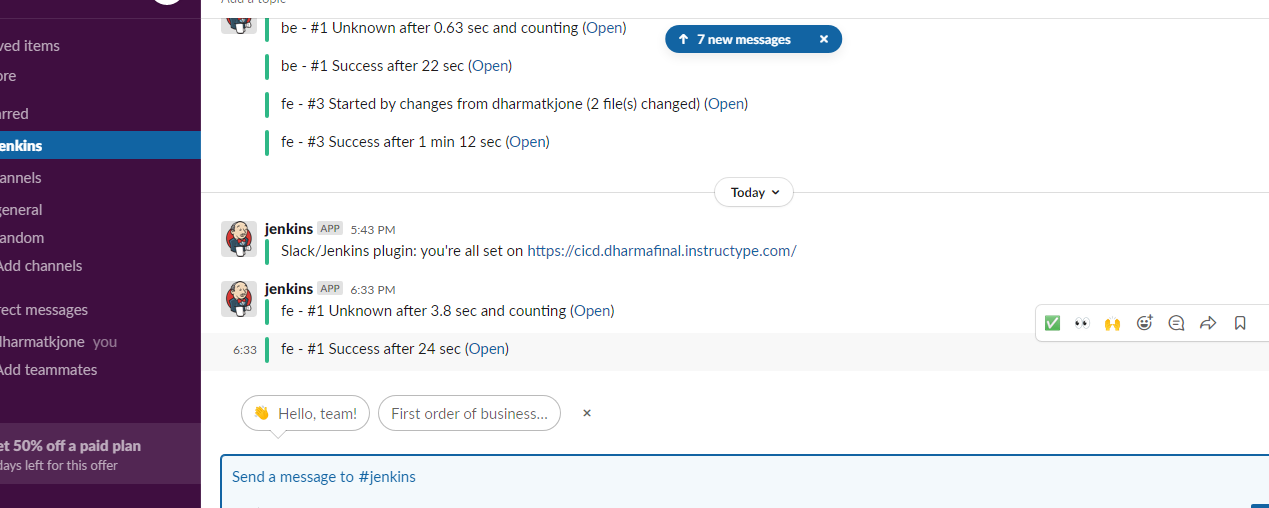 Add a topic
be - #1 Unknown after 0.63 sec and counting (Open)
7 new messages
be - #1 Success after 22 sec (Open)
fe - #3 Started by changes from dharmatkjone (2 file(s) changed) (Open)
fe - #3 Success after 1 min 12 sec (Open)
Today
jenkins APP 5:43 PM
Slack/Jenkins plugin: you're all set on https://cicd.dharmafinal.instructype.com/
jenkins APP 6:33 PM
fe - #1 Unknown after 3.8 sec and counting (Open)
6:33 fe - #1 Success after 24 sec (Open)
Hello, team!
First order of business...
Send a message to #jenkins
ved items
ore
arred
enkins
annels
general
andom
Add channels
rect messages
dharmatkjone you
Add teammates
et 50% off a paid plan
days left for this offer